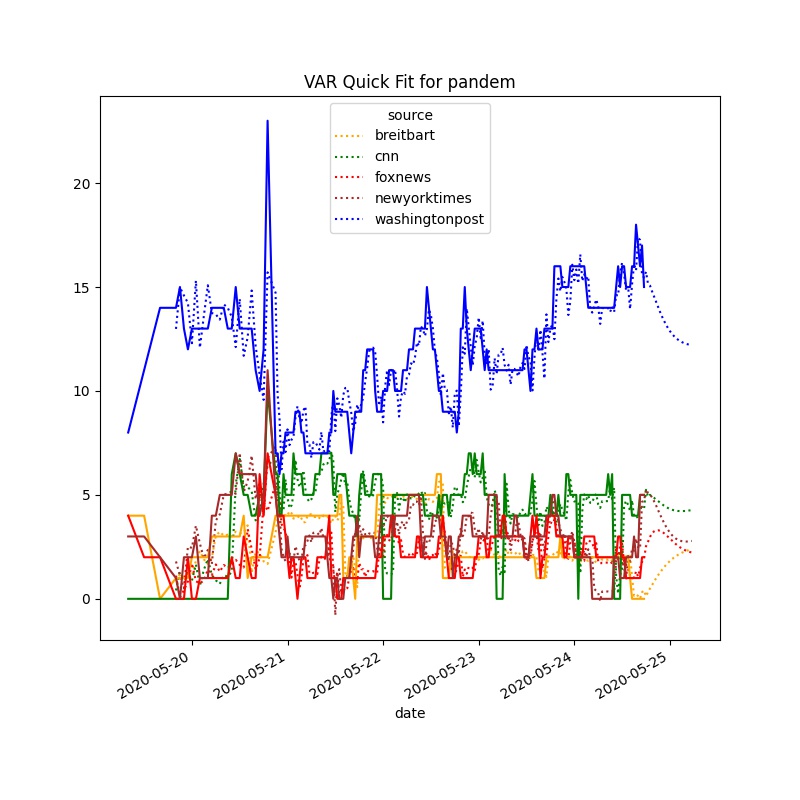 VAR Quick Fit for pandem
source
breitbart
cnn
foxnews
newyorktimes
washingtonpost
20
15
10
5
0
2020-05-20
2020-05-21
2020-05-22
2020-05-23
2020-05-24
2020-05-25
date